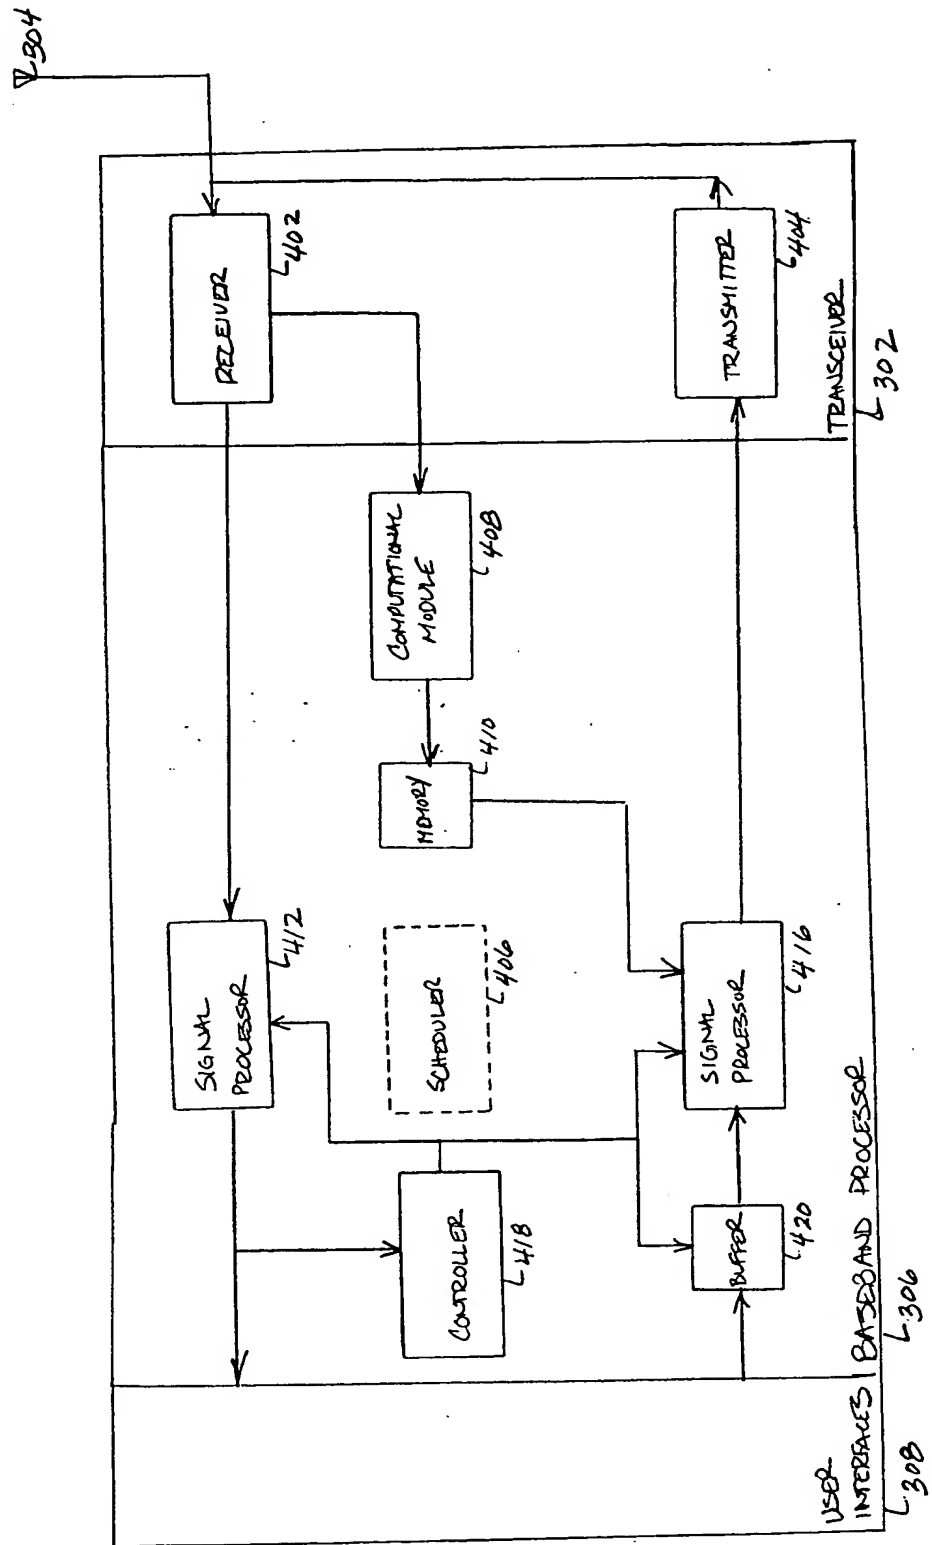 304
RECEIVER
402
TRANSMITTER
404
TRANSCEIVER
302
COMPUTATIONAL
MODULE
408
MEMORY
410
SIGNAL
PROCESSOR
412
SCHEDULER
406
SIGNAL
PROCESSOR
416
CONTROLLER
418
BUFFER
420
BASEBAND PROCESSOR
306
USER
INTERFACES
308